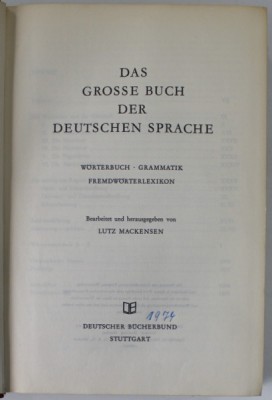 DAS
GROSSE BUCH
DER
DEUTSCHEN SPRACHE
WÖRTERBUCH · GRAMMATIK
FREMDWÖRTERLEXIKON
Bearbeitet und herausgegeben von
LUTZ MACKENSEN
1974
DEUTSCHER BÜCHERBUND
STUTTGART